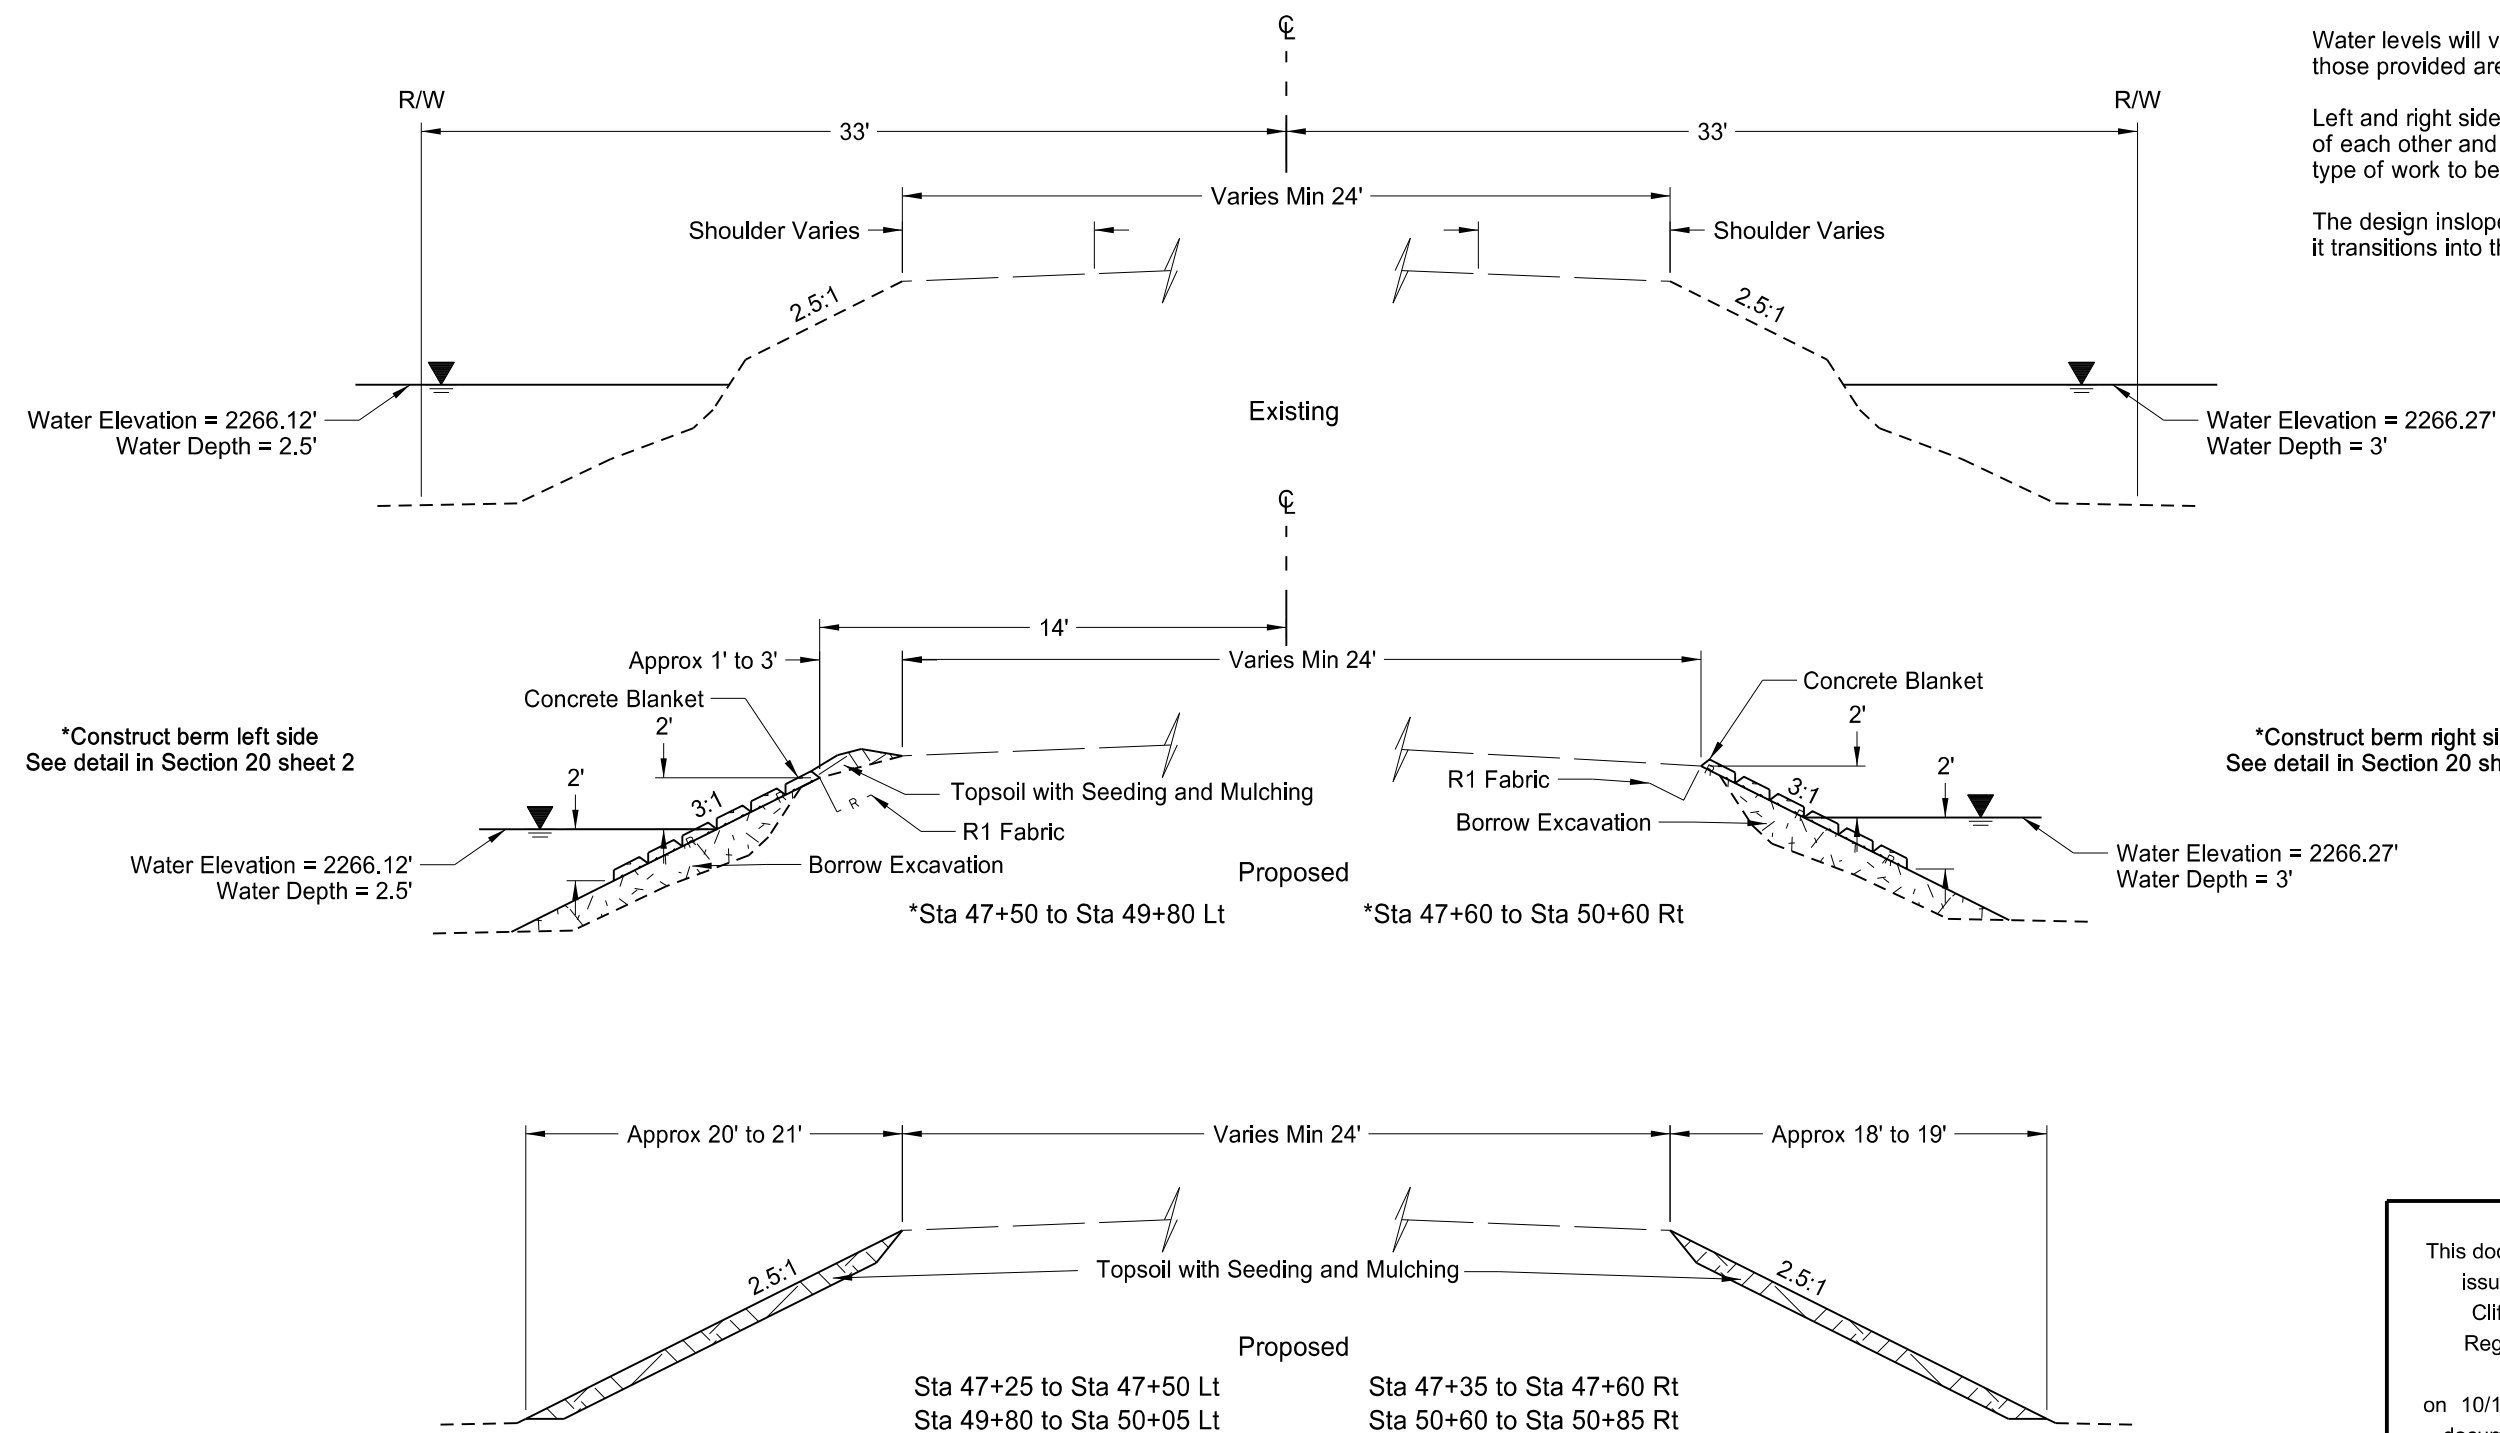 ℄
Water levels will v
those provided are
R/W
R/W
33'
33'
Left and right side
of each other and
type of work to be
Varies Min 24'
Shoulder Varies
Shoulder Varies
The design inslope
it transitions into th
2.5:1
2.5:1
Water Elevation = 2266.12'
Water Depth = 2.5'
Existing
Water Elevation = 2266.27'
Water Depth = 3'
℄
14'
Approx 1' to 3'
Varies Min 24'
Concrete Blanket
Concrete Blanket
2'
2'
*Construct berm left side
See detail in Section 20 sheet 2
*Construct berm right si
See detail in Section 20 sh
2'
2'
3:1
3:1
R1 Fabric
Topsoil with Seeding and Mulching
R
R
R
R
R
R
R1 Fabric
Borrow Excavation
Water Elevation = 2266.12'
Water Depth = 2.5'
Borrow Excavation
Proposed
Water Elevation = 2266.27'
Water Depth = 3'
*Sta 47+50 to Sta 49+80 Lt
*Sta 47+60 to Sta 50+60 Rt
Approx 20' to 21'
Varies Min 24'
Approx 18' to 19'
2.5:1
2.5:1
Topsoil with Seeding and Mulching
Proposed
Sta 47+25 to Sta 47+50 Lt
Sta 49+80 to Sta 50+05 Lt
Sta 47+35 to Sta 47+60 Rt
Sta 50+60 to Sta 50+85 Rt
This doc
issu
Clif
Reg
on 10/1